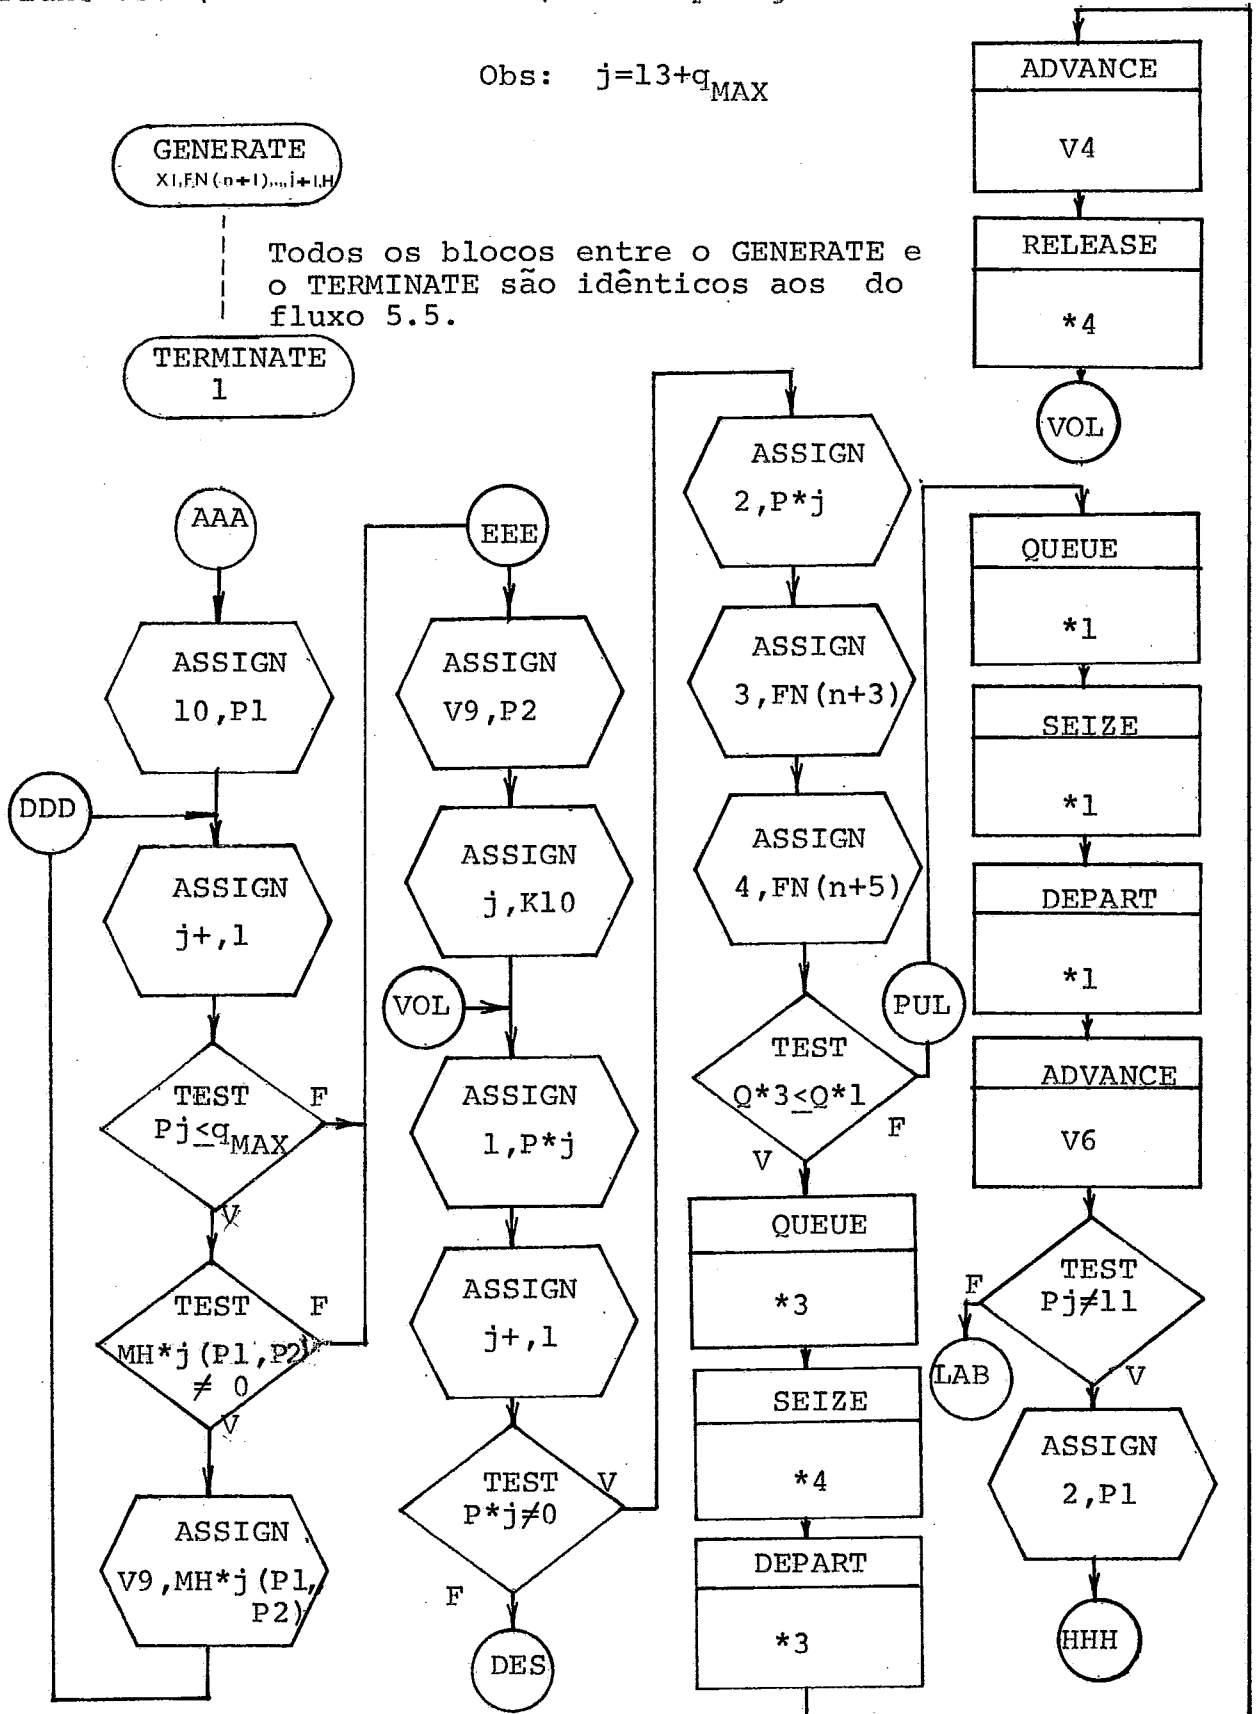 Obs: j=13+qMAX
GENERATE
X1,FN(n+1),,,j+1,H
Todos os blocos entre o GENERATE e
o TERMINATE são idênticos aos do
fluxo 5.5.
TERMINATE
1
AAA
ASSIGN
10,P1
DDD
ASSIGN
j+,1
TEST
Pj≤qMAX
F
V
TEST
MH*j(P1,P2)
≠ 0
F
V
ASSIGN
V9,MH*j(P1,
P2)
EEE
ASSIGN
V9,P2
ASSIGN
j,K10
VOL
ASSIGN
1,P*j
ASSIGN
j+,1
TEST
P*j≠0
V
F
DES
ASSIGN
2,P*j
ASSIGN
3,FN(n+3)
ASSIGN
4,FN(n+5)
TEST
Q*3≤Q*1
F
V
PUL
QUEUE
*3
SEIZE
*4
DEPART
*3
ADVANCE
V4
RELEASE
*4
VOL
QUEUE
*1
SEIZE
*1
DEPART
*1
ADVANCE
V6
TEST
Pj≠11
F
V
LAB
ASSIGN
2,P1
HHH